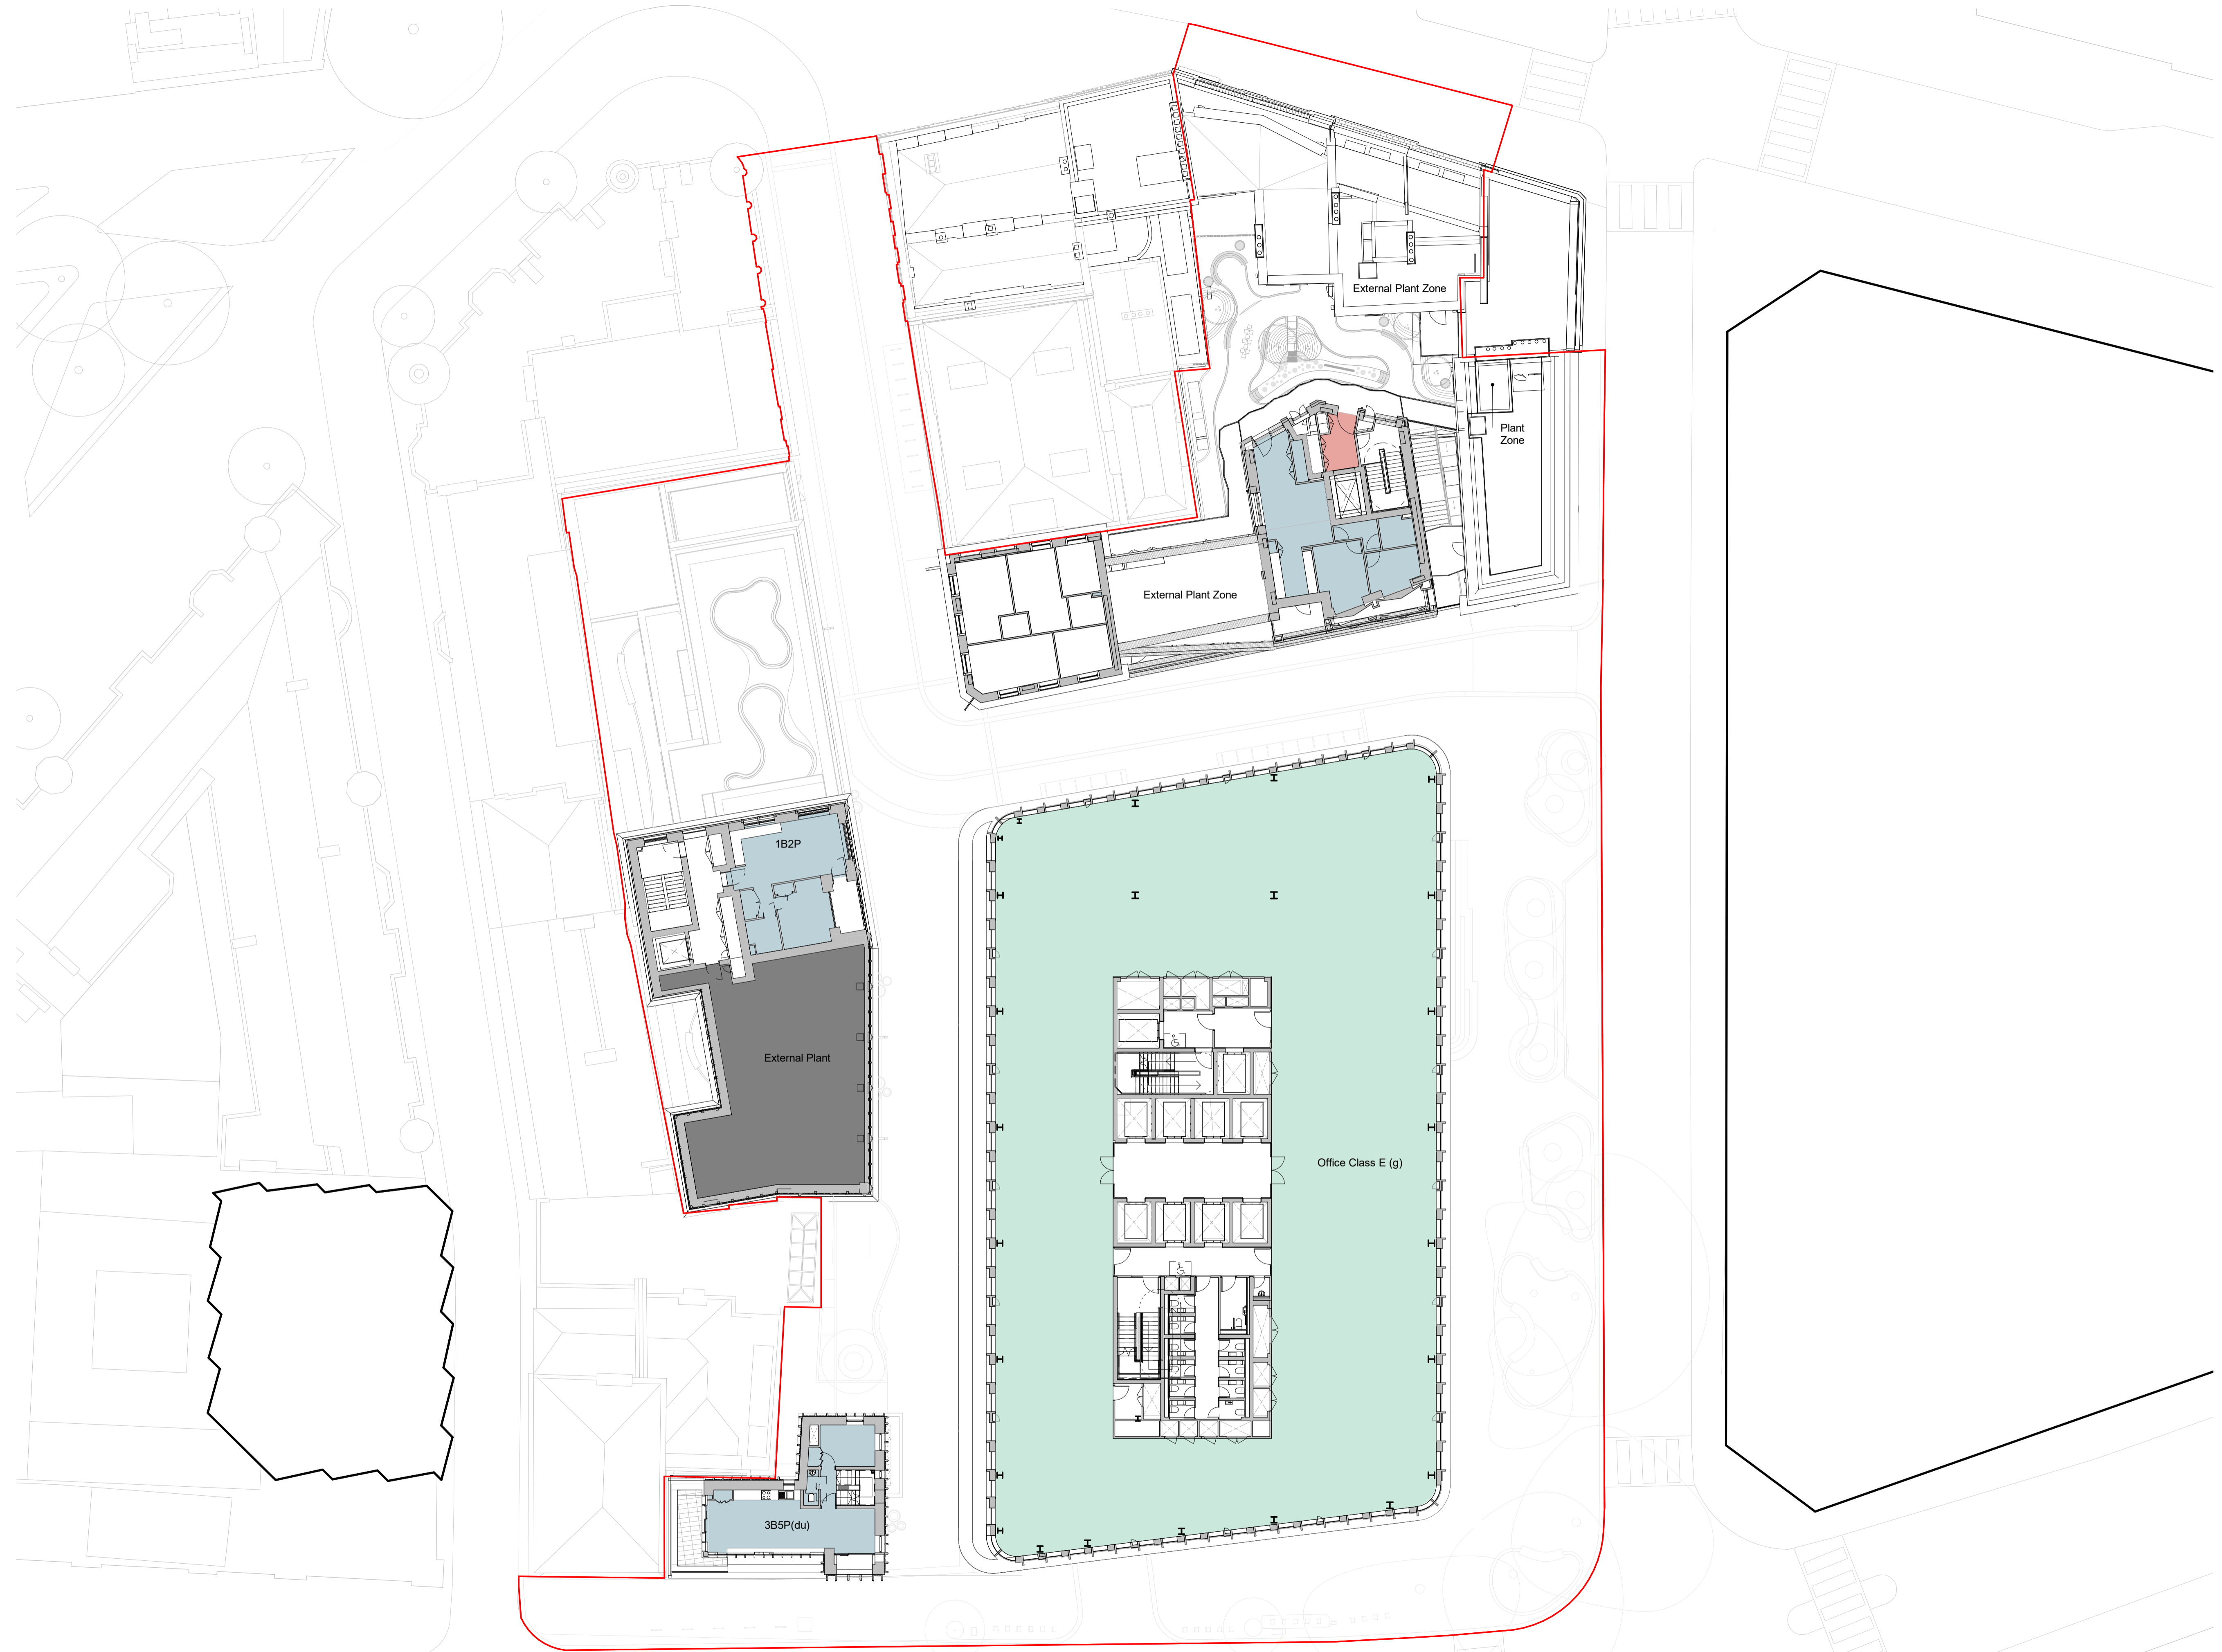 External Plant Zone
Plant
Zone
External Plant Zone
1B2P
External Plant
Office Class E (g)
3B5P(du)